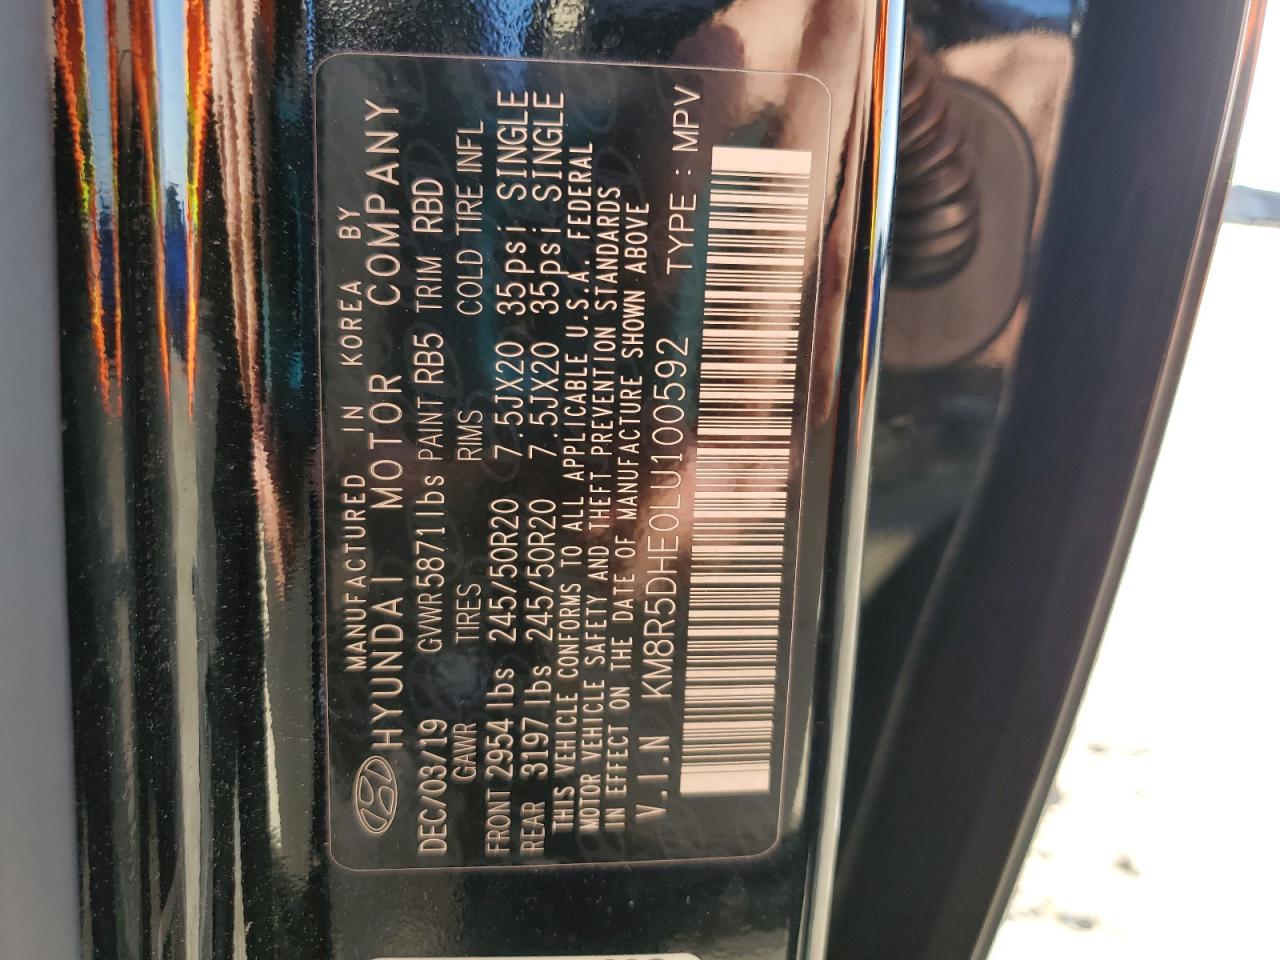 MANUFACTURED IN KOREA BY
HYUNDAI MOTOR COMPANY
DEC/03/19 GVWR5871lbs PAINT RB5 TRIM RBD
GAWR TIRES RIMS COLD TIRE INFL
FRONT 2954lbs 245/50R20 7.5JX20 35psi SINGLE
REAR 3197lbs 245/50R20 7.5JX20 35psi SINGLE
THIS VEHICLE CONFORMS TO ALL APPLICABLE U.S.A. FEDERAL
MOTOR VEHICLE SAFETY AND THEFT PREVENTION STANDARDS
IN EFFECT ON THE DATE OF MANUFACTURE SHOWN ABOVE
V.I.N KM8R5DHE0LU100592 TYPE : MPV